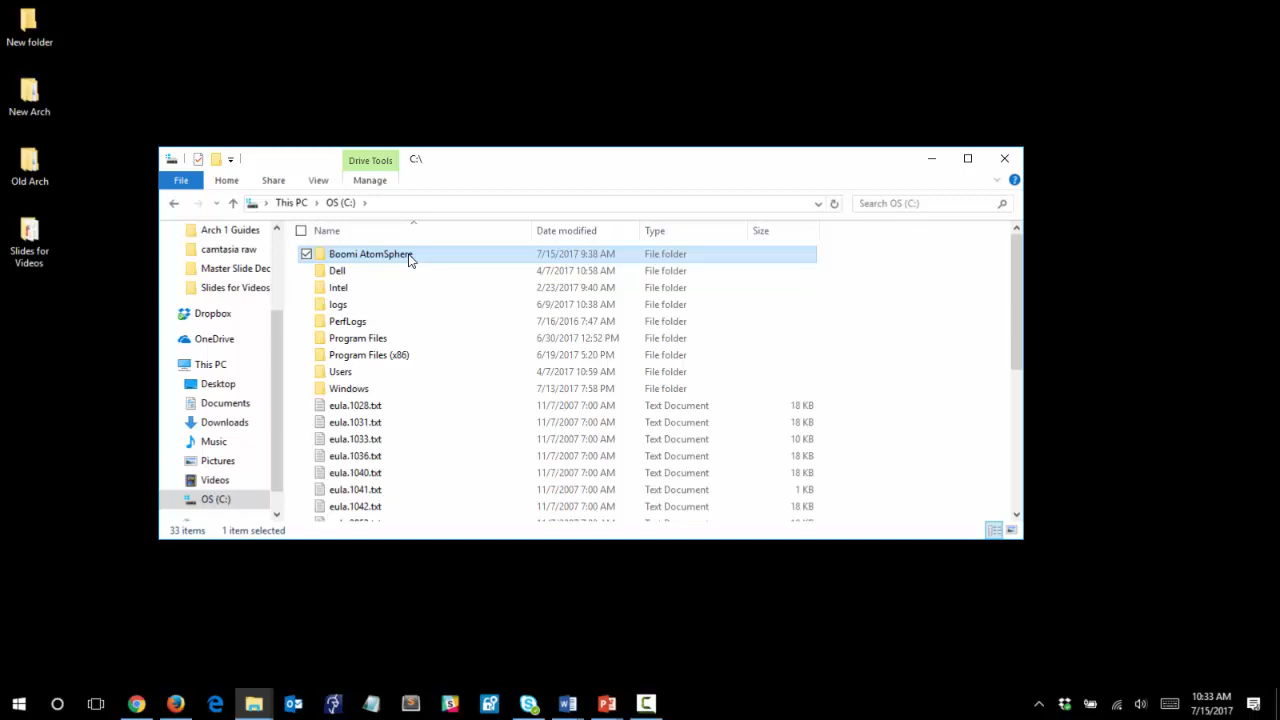 New folder
New Arch
Old Arch
Slides for
Videos
Drive Tools
C:\
File
Home
Share
View
Manage
This PC
OS (C:)
Search OS (C:)
Arch 1 Guides
camtasia raw
Master Slide Dec
Slides for Videos
Dropbox
OneDrive
This PC
Desktop
Documents
Downloads
Music
Pictures
Videos
OS (C:)
Name Date modified Type Size
Boomi AtomSphere 7/15/2017 9:38 AM File folder
Dell 4/7/2017 10:58 AM File folder
Intel 2/23/2017 9:40 AM File folder
logs 6/9/2017 10:38 AM File folder
PerfLogs 7/16/2016 7:47 AM File folder
Program Files 6/30/2017 12:52 PM File folder
Program Files (x86) 6/19/2017 5:20 PM File folder
Users 4/7/2017 10:59 AM File folder
Windows 7/13/2017 7:58 PM File folder
eula.1028.txt 11/7/2007 7:00 AM Text Document 18 KB
eula.1031.txt 11/7/2007 7:00 AM Text Document 18 KB
eula.1033.txt 11/7/2007 7:00 AM Text Document 10 KB
eula.1036.txt 11/7/2007 7:00 AM Text Document 18 KB
eula.1040.txt 11/7/2007 7:00 AM Text Document 18 KB
eula.1041.txt 11/7/2007 7:00 AM Text Document 1 KB
eula.1042.txt 11/7/2007 7:00 AM Text Document 18 KB
33 items 1 item selected
10:33 AM
7/15/2017